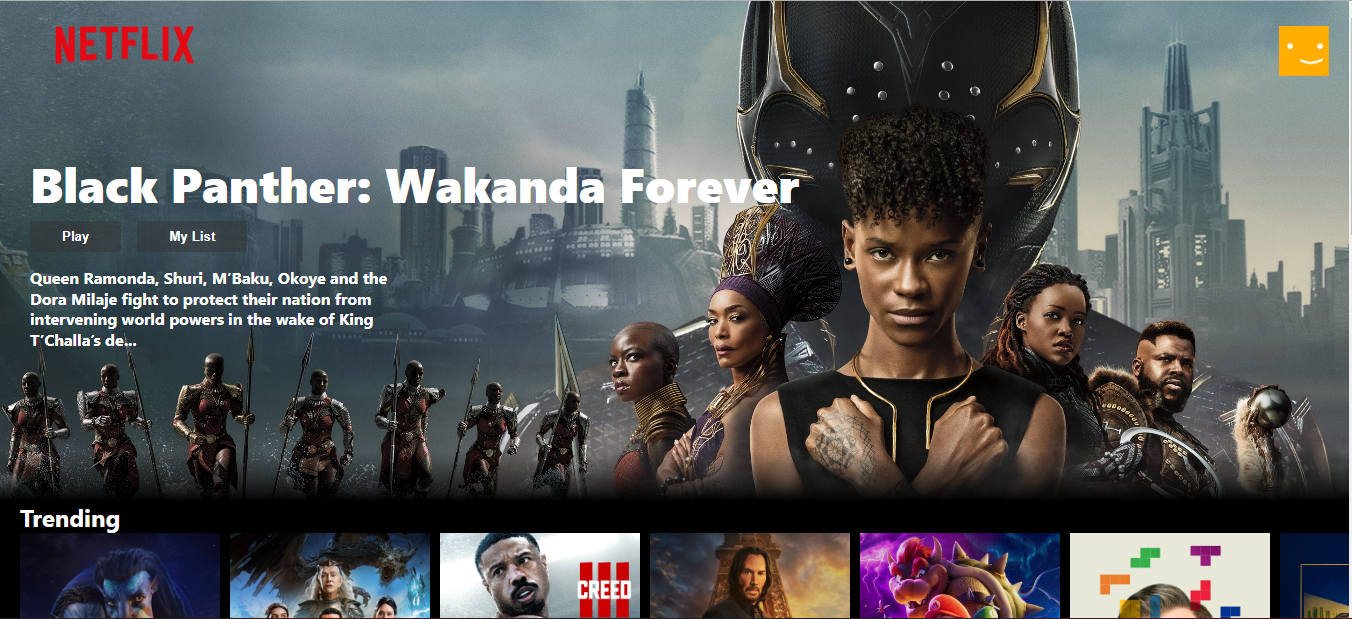 NETFLIX
Black Panther: Wakanda Forever
Play
My List
Queen Ramonda, Shuri, M’Baku, Okoye and the
Dora Milaje fight to protect their nation from
intervening world powers in the wake of King
T’Challa’s de...
Trending
CREED
III